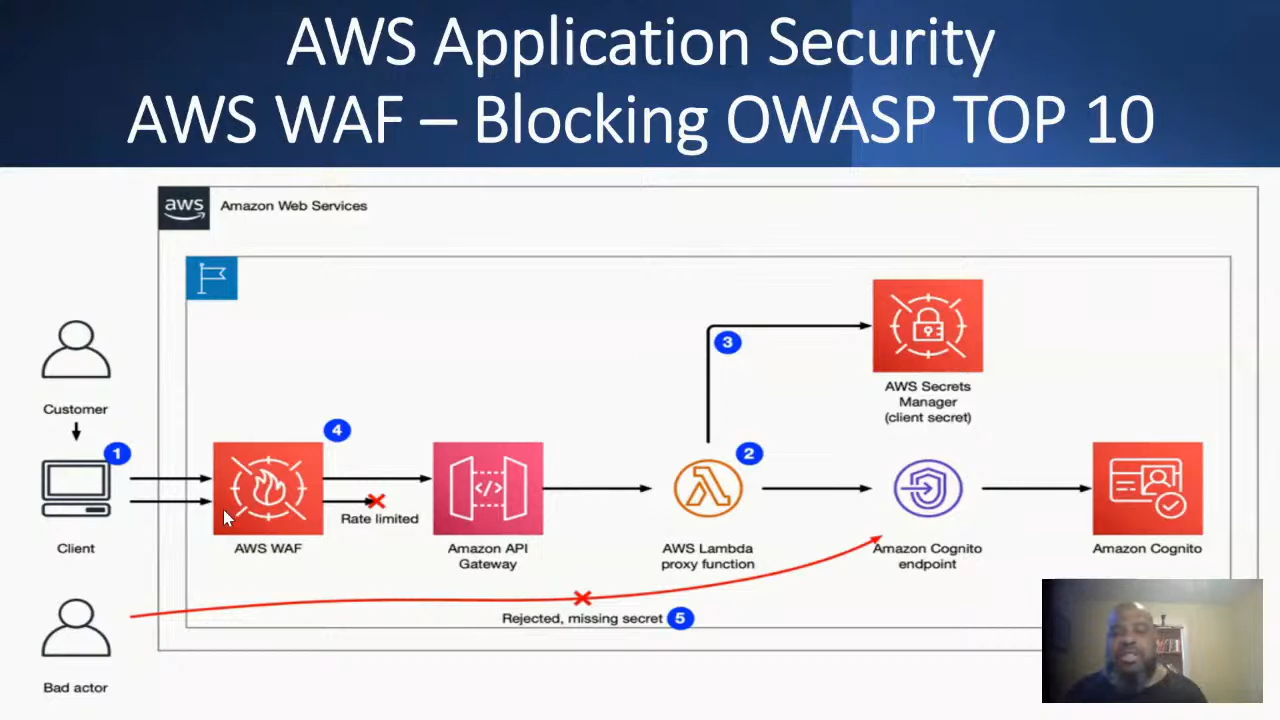 AWS Application Security
AWS WAF – Blocking OWASP TOP 10
aws
Amazon Web Services
Customer
1
Client
AWS WAF
4
Rate limited
</>
Amazon API
Gateway
3
2
AWS Lambda
proxy function
AWS Secrets
Manager
(client secret)
Amazon Cognito
endpoint
Amazon Cognito
Rejected, missing secret
5
Bad actor